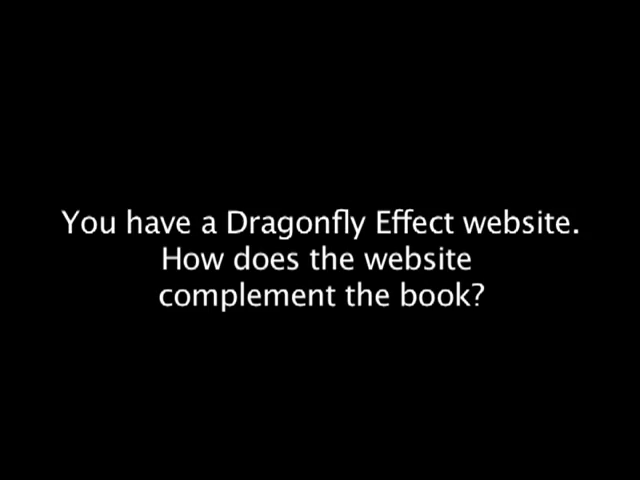 You have a Dragonfly Effect website.
How does the website
complement the book?